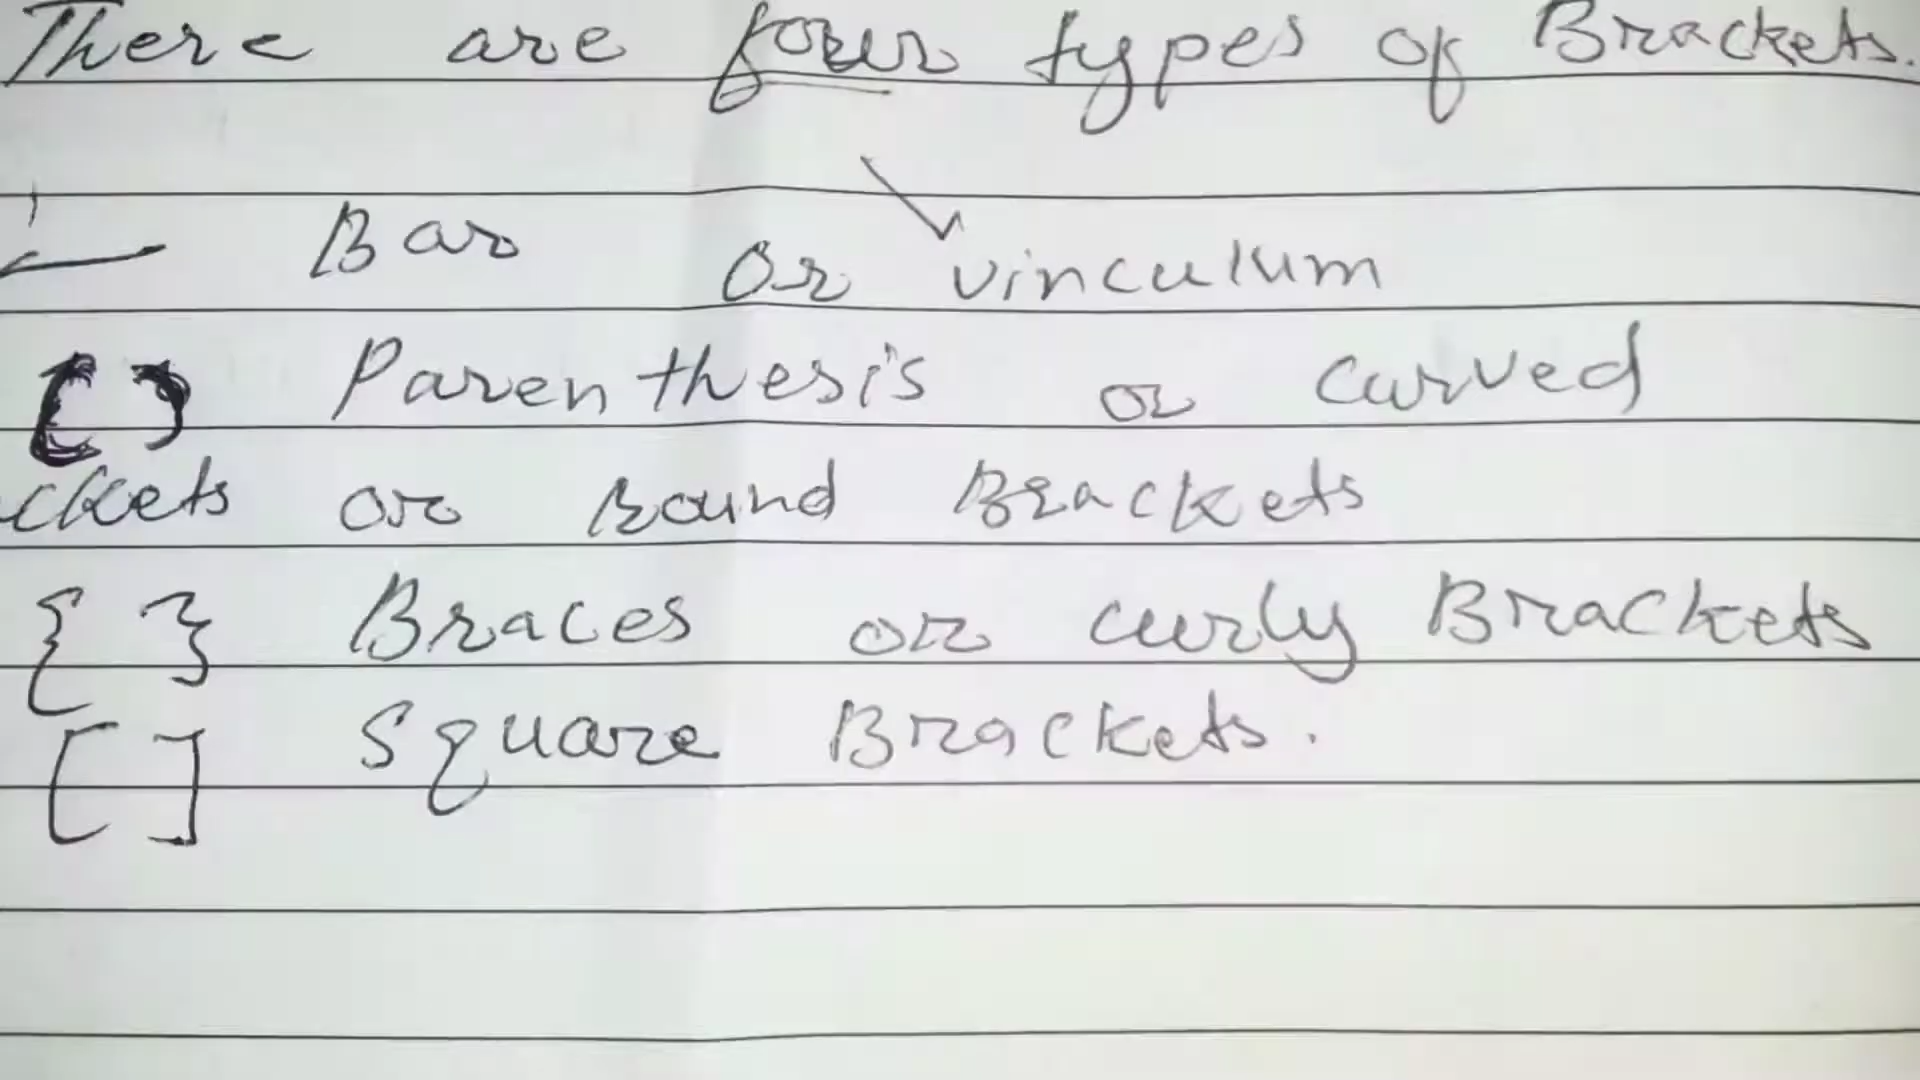 There are four types of Brackets.
— Bar or vinculum
( ) Parenthesis or curved
ckets or round Brackets
{ } Braces or curly Brackets
[ ] Square Brackets.